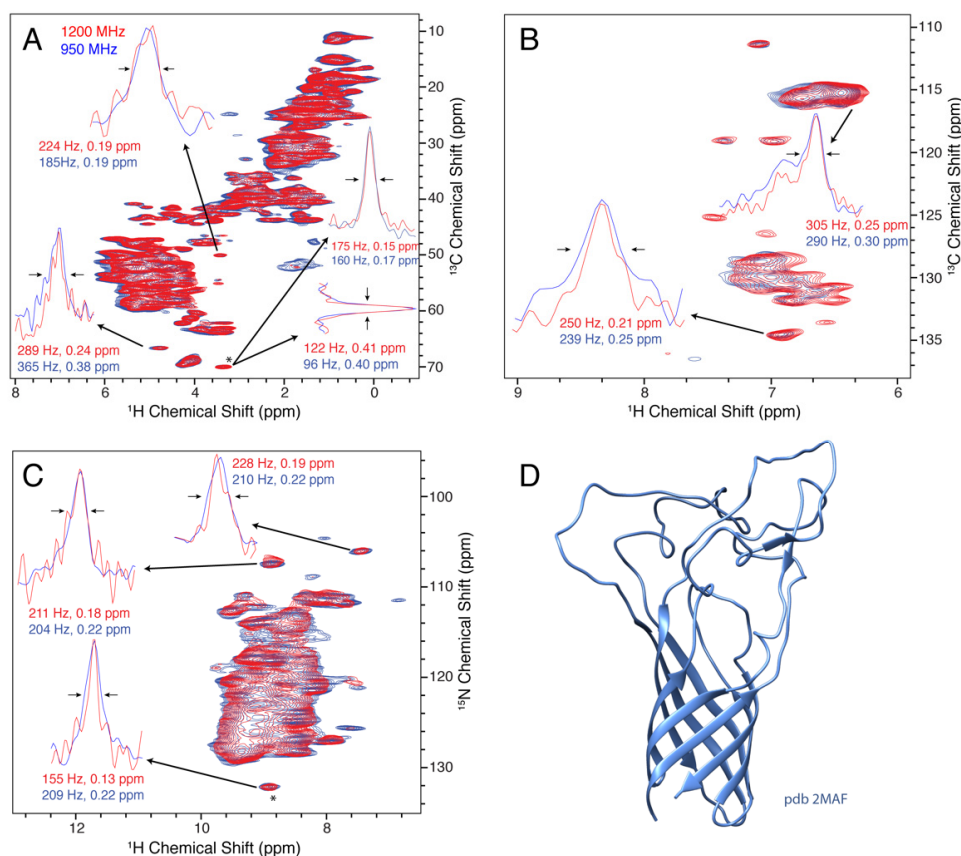 A
1200 MHz
950 MHz
224 Hz, 0.19 ppm
185Hz, 0.19 ppm
175 Hz, 0.15 ppm
160 Hz, 0.17 ppm
289 Hz, 0.24 ppm
365 Hz, 0.38 ppm
122 Hz, 0.41 ppm
96 Hz, 0.40 ppm
*
10
20
30
40
50
60
70
¹³C Chemical Shift (ppm)
8 6 4 2 0
¹H Chemical Shift (ppm)
B
305 Hz, 0.25 ppm
290 Hz, 0.30 ppm
250 Hz, 0.21 ppm
239 Hz, 0.25 ppm
110
115
120
125
130
135
¹³C Chemical Shift (ppm)
9 8 7 6
¹H Chemical Shift (ppm)
C
228 Hz, 0.19 ppm
210 Hz, 0.22 ppm
211 Hz, 0.18 ppm
204 Hz, 0.22 ppm
155 Hz, 0.13 ppm
209 Hz, 0.22 ppm
*
100
110
120
130
¹⁵N Chemical Shift (ppm)
12 10 8
¹H Chemical Shift (ppm)
D
pdb 2MAF